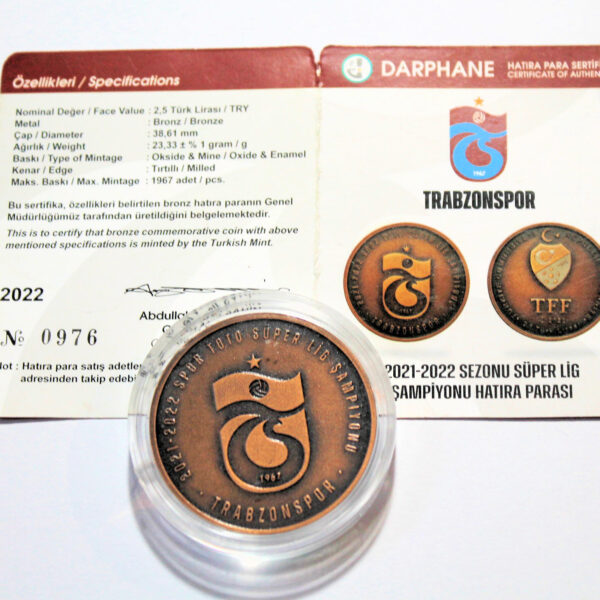 Özellikleri / Specifications
Nominal Değer / Face Value : 2,5 Türk Lirası / TRY
Metal : Bronz / Bronze
Çap / Diameter : 38,61 mm
Ağırlık / Weight : 23,33 ± % 1 gram / g
Baskı / Type of Mintage : Okside & Mine / Oxide & Enamel
Kenar / Edge : Tırtıllı / Milled
Maks. Baskı / Max. Mintage : 1967 adet / pcs.
Bu sertifika, özellikleri belirtilen bronz hatıra paranın Genel
Müdürlüğümüz tarafından üretildiğini belgelemektedir.
This is to certify that bronze commemorative coin with above
mentioned specifications is minted by the Turkish Mint.
2022
Abdullah
№ 0976
Not : Hatıra para satış adetleri
adresinden takip
DARPHANE
HATIRA PARA
CERTIFICATE OF
1967
TRABZONSPOR
TRABZONSPOR
TFF
2021-2022 SEZONU SÜPER LİG
ŞAMPİYONU HATIRA PARASI
2021-2022 SPOR TOTO SÜPER LİG ŞAMPİYONU
1967
· TRABZONSPOR ·